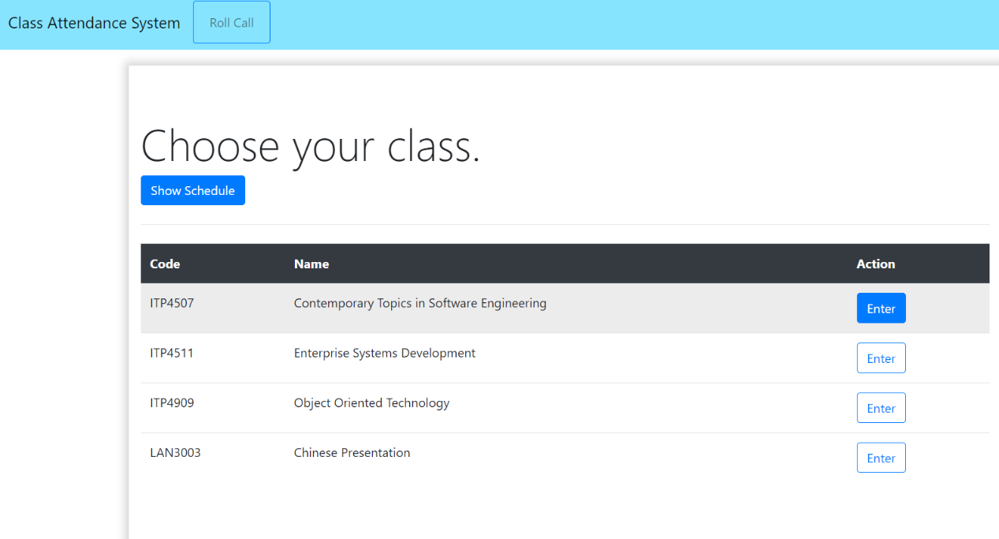 Class Attendance System Roll Call
Choose your class.
Show Schedule
Code Name Action
ITP4507 Contemporary Topics in Software Engineering Enter
ITP4511 Enterprise Systems Development Enter
ITP4909 Object Oriented Technology Enter
LAN3003 Chinese Presentation Enter